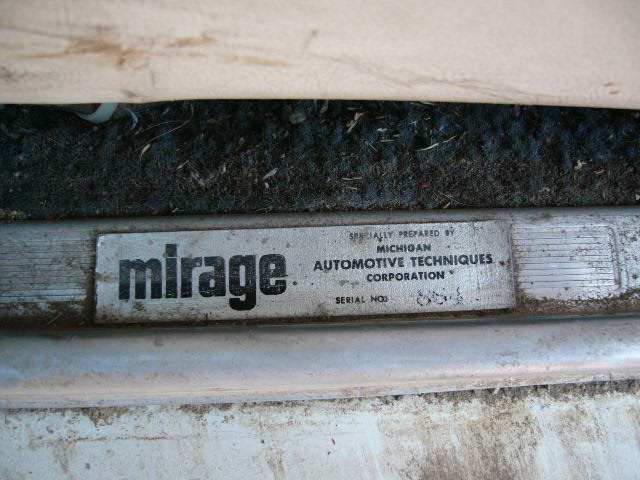 mirage
SPECIALLY PREPARED BY
MICHIGAN
AUTOMOTIVE TECHNIQUES
CORPORATION
SERIAL NO: